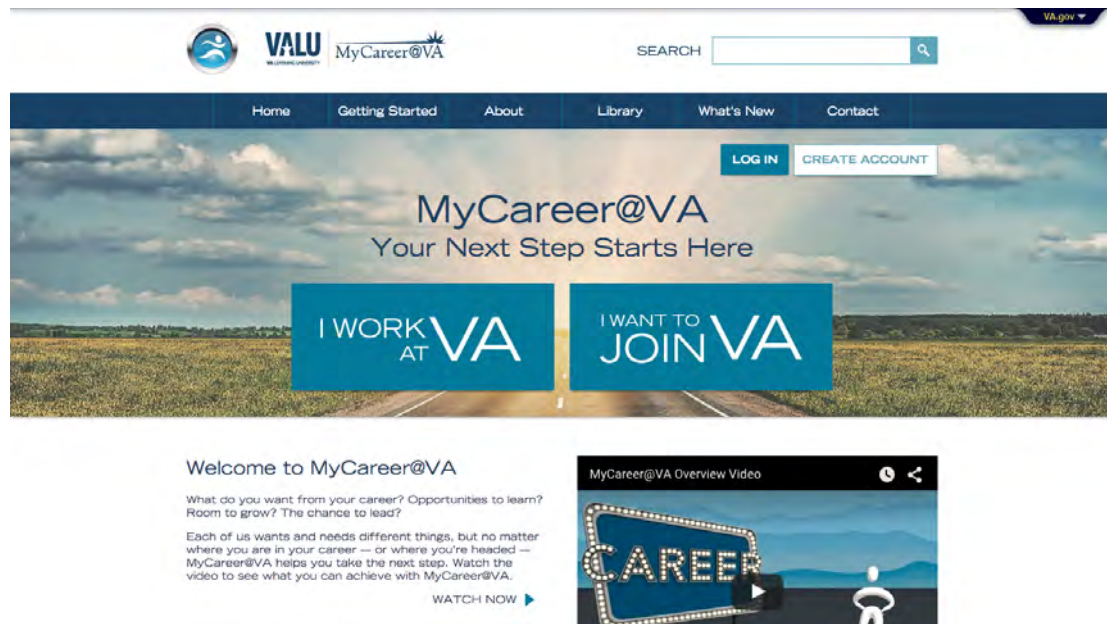 VA.gov
VALU
MyCareer@VA
SEARCH
VA LEARNING UNIVERSITY
Home Getting Started About Library What's New Contact
LOG IN CREATE ACCOUNT
MyCareer@VA
Your Next Step Starts Here
I WORK AT VA
I WANT TO JOIN VA
Welcome to MyCareer@VA
What do you want from your career? Opportunities to learn?
Room to grow? The chance to lead?
Each of us wants and needs different things, but no matter
where you are in your career — or where you're headed —
MyCareer@VA helps you take the next step. Watch the
video to see what you can achieve with MyCareer@VA.
WATCH NOW
MyCareer@VA Overview Video
CAREER